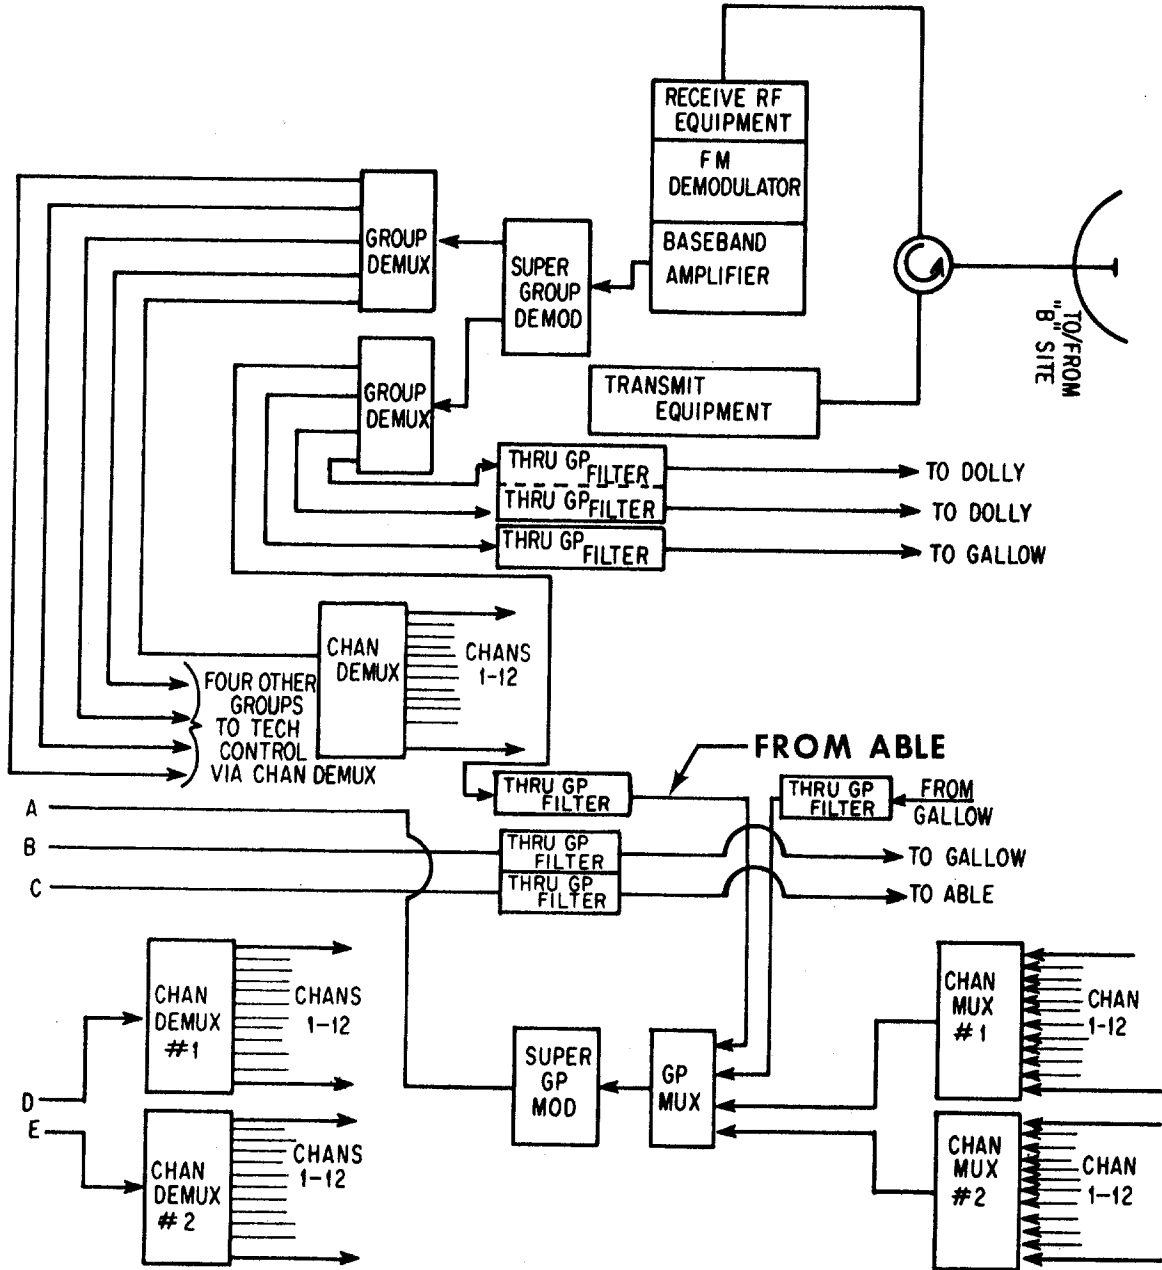 RECEIVE RF
EQUIPMENT
FM
DEMODULATOR
BASEBAND
AMPLIFIER
GROUP
DEMUX
SUPER
GROUP
DEMOD
TO/FROM
"B" SITE
GROUP
DEMUX
TRANSMIT
EQUIPMENT
THRU GP
FILTER
TO DOLLY
THRU GP
FILTER
TO DOLLY
THRU GP
FILTER
TO GALLOW
CHAN
DEMUX
CHANS
1-12
FOUR OTHER
GROUPS
TO TECH
CONTROL
VIA CHAN DEMUX
FROM ABLE
THRU GP
FILTER
THRU GP
FILTER
FROM
GALLOW
A
B
THRU GP
FILTER
TO GALLOW
C
THRU GP
FILTER
TO ABLE
CHAN
DEMUX
#1
CHANS
1-12
CHAN
MUX
#1
CHAN
1-12
SUPER
GP
MOD
GP
MUX
D
E
CHAN
DEMUX
#2
CHANS
1-12
CHAN
MUX
#2
CHAN
1-12